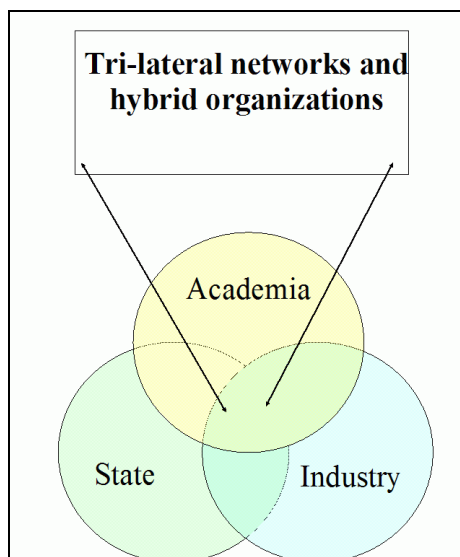 Tri-lateral networks and
hybrid organizations
Academia
State
Industry